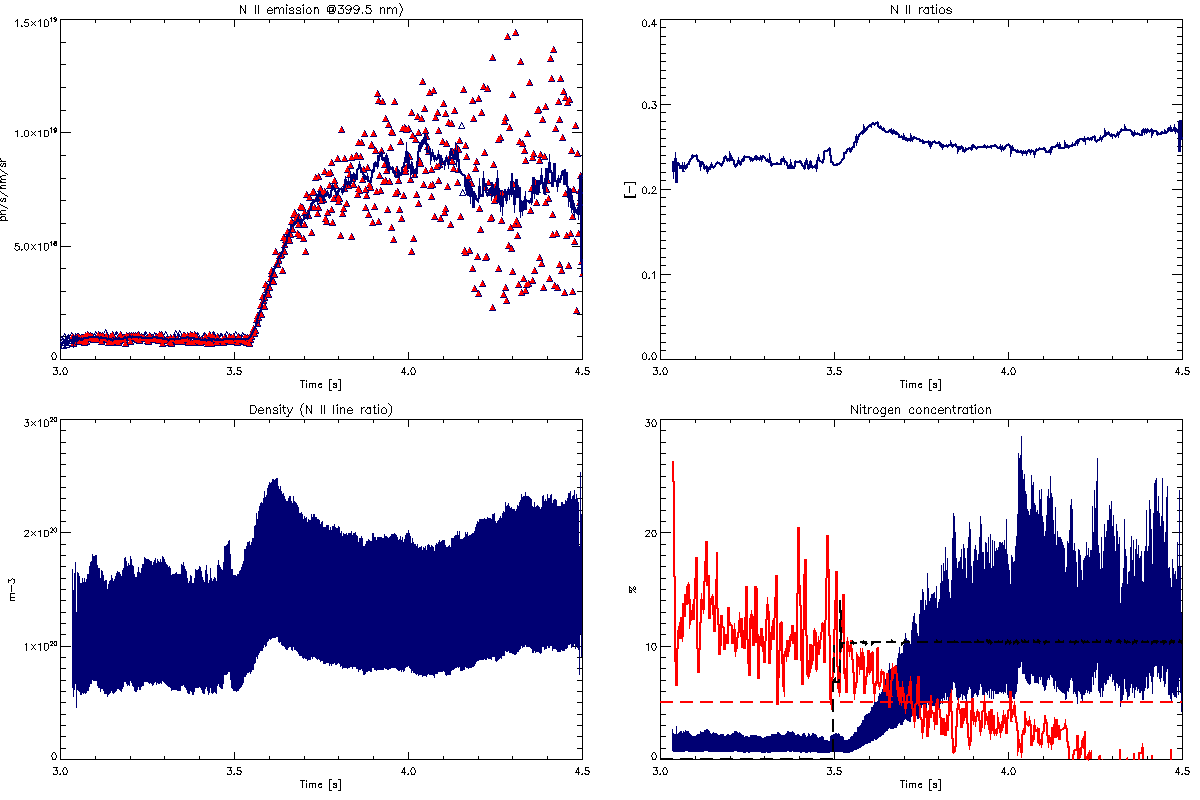 N II emission @399.5 nm)
1.5×10¹⁹
1.0×10¹⁹
5.0×10¹⁸
0
ph/s/nm/sr
3.0 3.5 4.0 4.5
Time [s]
N II ratios
0.4
0.3
0.2
0.1
0.0
[-]
3.0 3.5 4.0 4.5
Time [s]
Density (N II line ratio)
3×10²⁰
2×10²⁰
1×10²⁰
0
m-3
3.0 3.5 4.0 4.5
Time [s]
Nitrogen concentration
30
20
10
0
%
3.0 3.5 4.0 4.5
Time [s]